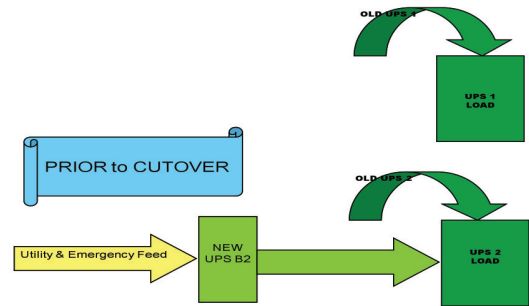 OLD UPS 1
UPS 1
LOAD
PRIOR to CUTOVER
OLD UPS 2
Utility & Emergency Feed
NEW
UPS B2
UPS 2
LOAD